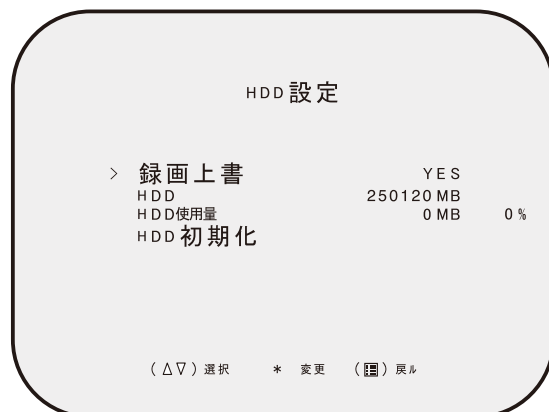 HDD設定
> 録画上書 YES
HDD 250120MB
HDD使用量 0MB 0%
HDD初期化
(△▽)選択 * 変更 (䷀)戻ル